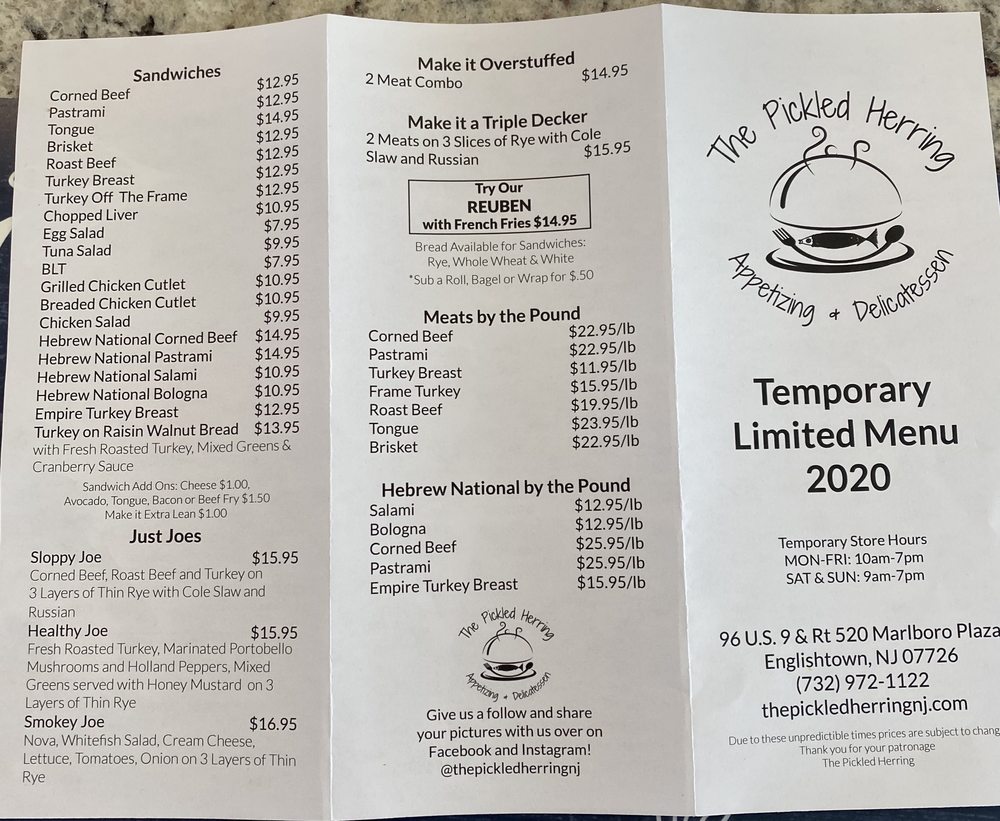 Sandwiches
Corned Beef $12.95
Pastrami $12.95
Tongue $14.95
Brisket $12.95
Roast Beef $12.95
Turkey Breast $12.95
Turkey Off The Frame $12.95
Chopped Liver $10.95
Egg Salad $7.95
Tuna Salad $9.95
BLT $7.95
Grilled Chicken Cutlet $10.95
Breaded Chicken Cutlet $10.95
Chicken Salad $9.95
Hebrew National Corned Beef $14.95
Hebrew National Pastrami $14.95
Hebrew National Salami $10.95
Hebrew National Bologna $10.95
Empire Turkey Breast $12.95
Turkey on Raisin Walnut Bread $13.95
with Fresh Roasted Turkey, Mixed Greens &
Cranberry Sauce
Sandwich Add Ons: Cheese $1.00,
Avocado, Tongue, Bacon or Beef Fry $1.50
Make it Extra Lean $1.00
Just Joes
Sloppy Joe $15.95
Corned Beef, Roast Beef and Turkey on
3 Layers of Thin Rye with Cole Slaw and
Russian
Healthy Joe $15.95
Fresh Roasted Turkey, Marinated Portobello
Mushrooms and Holland Peppers, Mixed
Greens served with Honey Mustard on 3
Layers of Thin Rye
Smokey Joe $16.95
Nova, Whitefish Salad, Cream Cheese,
Lettuce, Tomatoes, Onion on 3 Layers of Thin
Rye
Make it Overstuffed
2 Meat Combo $14.95
Make it a Triple Decker
2 Meats on 3 Slices of Rye with Cole
Slaw and Russian $15.95
Try Our
REUBEN
with French Fries $14.95
Bread Available for Sandwiches:
Rye, Whole Wheat & White
*Sub a Roll, Bagel or Wrap for $.50
Meats by the Pound
Corned Beef $22.95/lb
Pastrami $22.95/lb
Turkey Breast $11.95/lb
Frame Turkey $15.95/lb
Roast Beef $19.95/lb
Tongue $23.95/lb
Brisket $22.95/lb
Hebrew National by the Pound
Salami $12.95/lb
Bologna $12.95/lb
Corned Beef $25.95/lb
Pastrami $25.95/lb
Empire Turkey Breast $15.95/lb
The Pickled Herring
Appetizing & Delicatessen
Give us a follow and share
your pictures with us over on
Facebook and Instagram!
@thepickledherringnj
The Pickled Herring
Appetizing & Delicatessen
Temporary
Limited Menu
2020
Temporary Store Hours
MON-FRI: 10am-7pm
SAT & SUN: 9am-7pm
96 U.S. 9 & Rt 520 Marlboro Plaza
Englishtown, NJ 07726
(732) 972-1122
thepickledherringnj.com
Due to these unpredictible times prices are subject to chang
Thank you for your patronage
The Pickled Herring